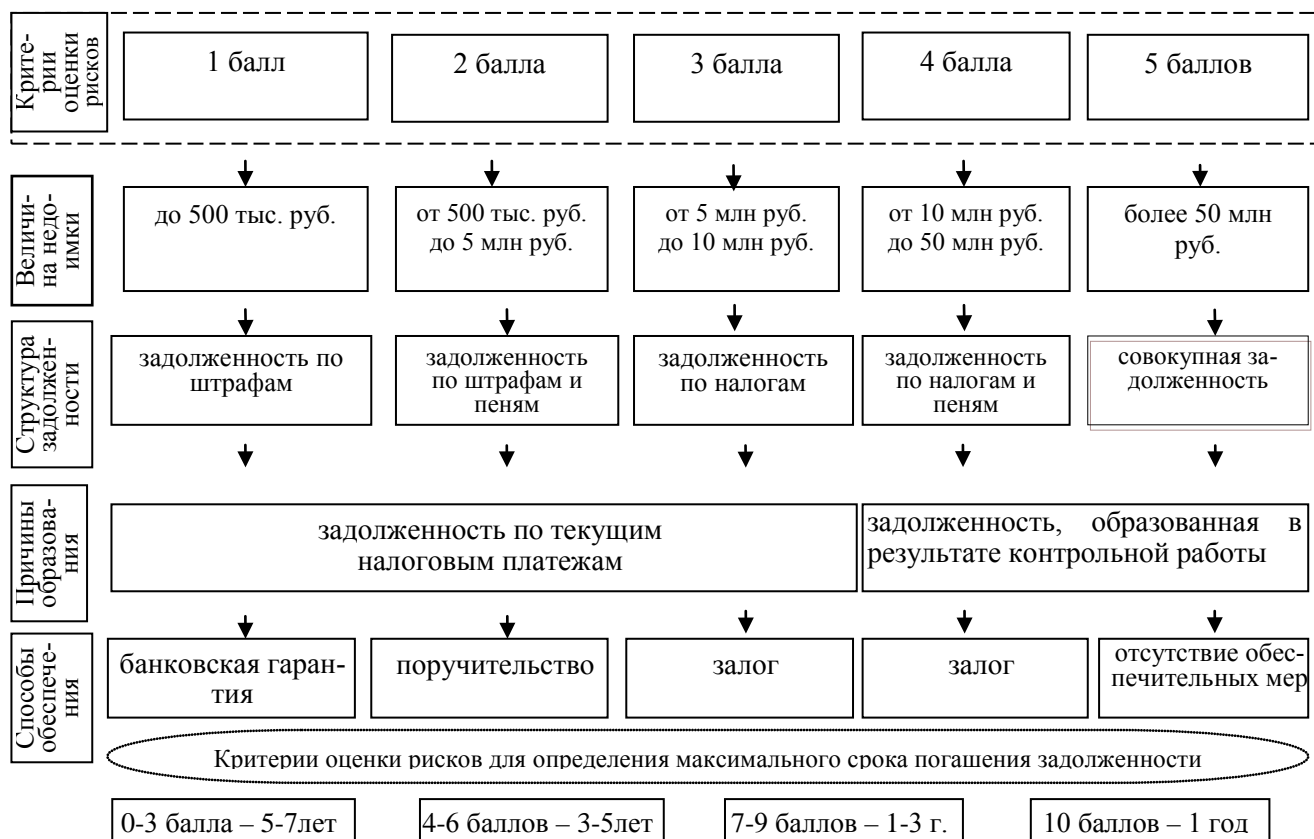 Крите-
рии
оценки
рисков
1 балл
2 балла
3 балла
4 балла
5 баллов
Величи-
на недо-
имки
до 500 тыс. руб.
от 500 тыс. руб.
до 5 млн руб.
от 5 млн руб.
до 10 млн руб.
от 10 млн руб.
до 50 млн руб.
более 50 млн
руб.
Структура
задолжен-
ности
задолженность по
штрафам
задолженность
по штрафам и
пеням
задолженность
по налогам
задолженность
по налогам и
пеням
совокупная за-
долженность
Причины
образова-
ния
задолженность по текущим
налоговым платежам
задолженность, образованная в
результате контрольной работы
Способы
обеспече-
ния
банковская гаран-
тия
поручительство
залог
залог
отсутствие обес-
печительных мер
Критерии оценки рисков для определения максимального срока погашения задолженности
0-3 балла – 5-7лет
4-6 баллов – 3-5лет
7-9 баллов – 1-3 г.
10 баллов – 1 год